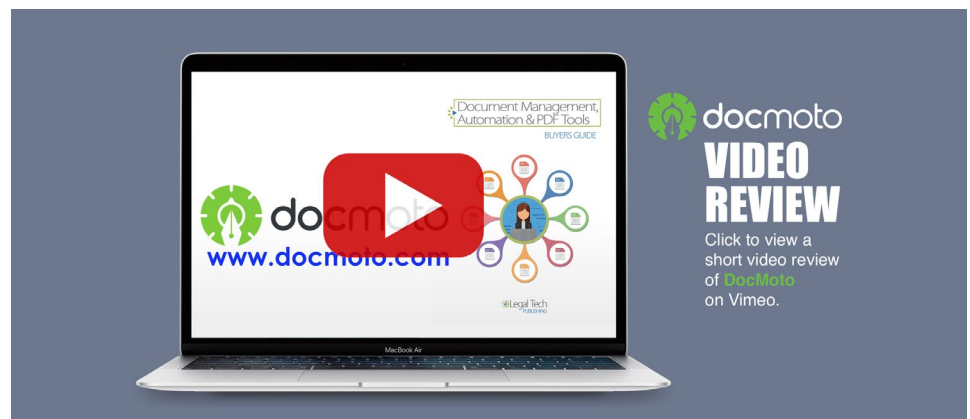 Document Management,
Automation & PDF Tools
BUYERS GUIDE
docmoto
www.docmoto.com
Legal Tech
PUBLISHING
MacBook Air
docmoto
VIDEO
REVIEW
Click to view a
short video review
of DocMoto
on Vimeo.